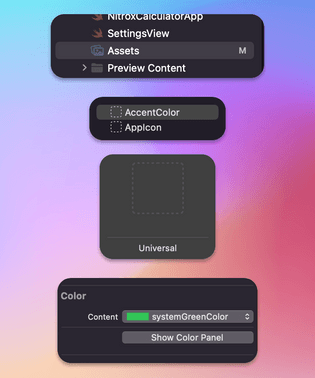 NitroxCalculatorApp
SettingsView
Assets M
Preview Content
AccentColor
AppIcon
Universal
Color
Content systemGreenColor
Show Color Panel